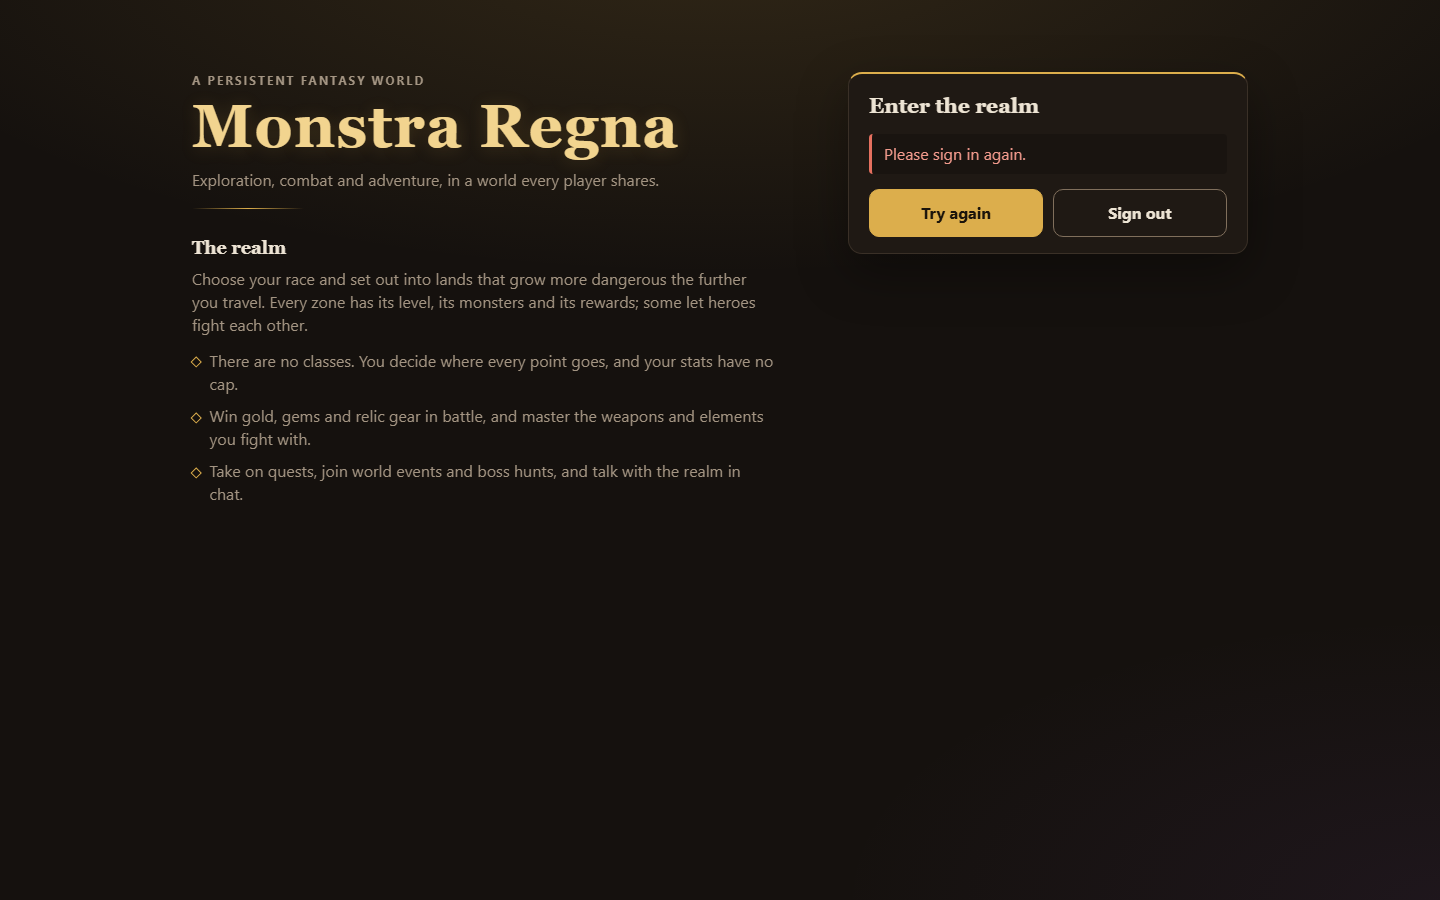 A PERSISTENT FANTASY WORLD
Monstra Regna
Exploration, combat and adventure, in a world every player shares.
The realm
Choose your race and set out into lands that grow more dangerous the further
you travel. Every zone has its level, its monsters and its rewards; some let heroes
fight each other.
There are no classes. You decide where every point goes, and your stats have no
cap.
Win gold, gems and relic gear in battle, and master the weapons and elements
you fight with.
Take on quests, join world events and boss hunts, and talk with the realm in
chat.
Enter the realm
Please sign in again.
Try again
Sign out